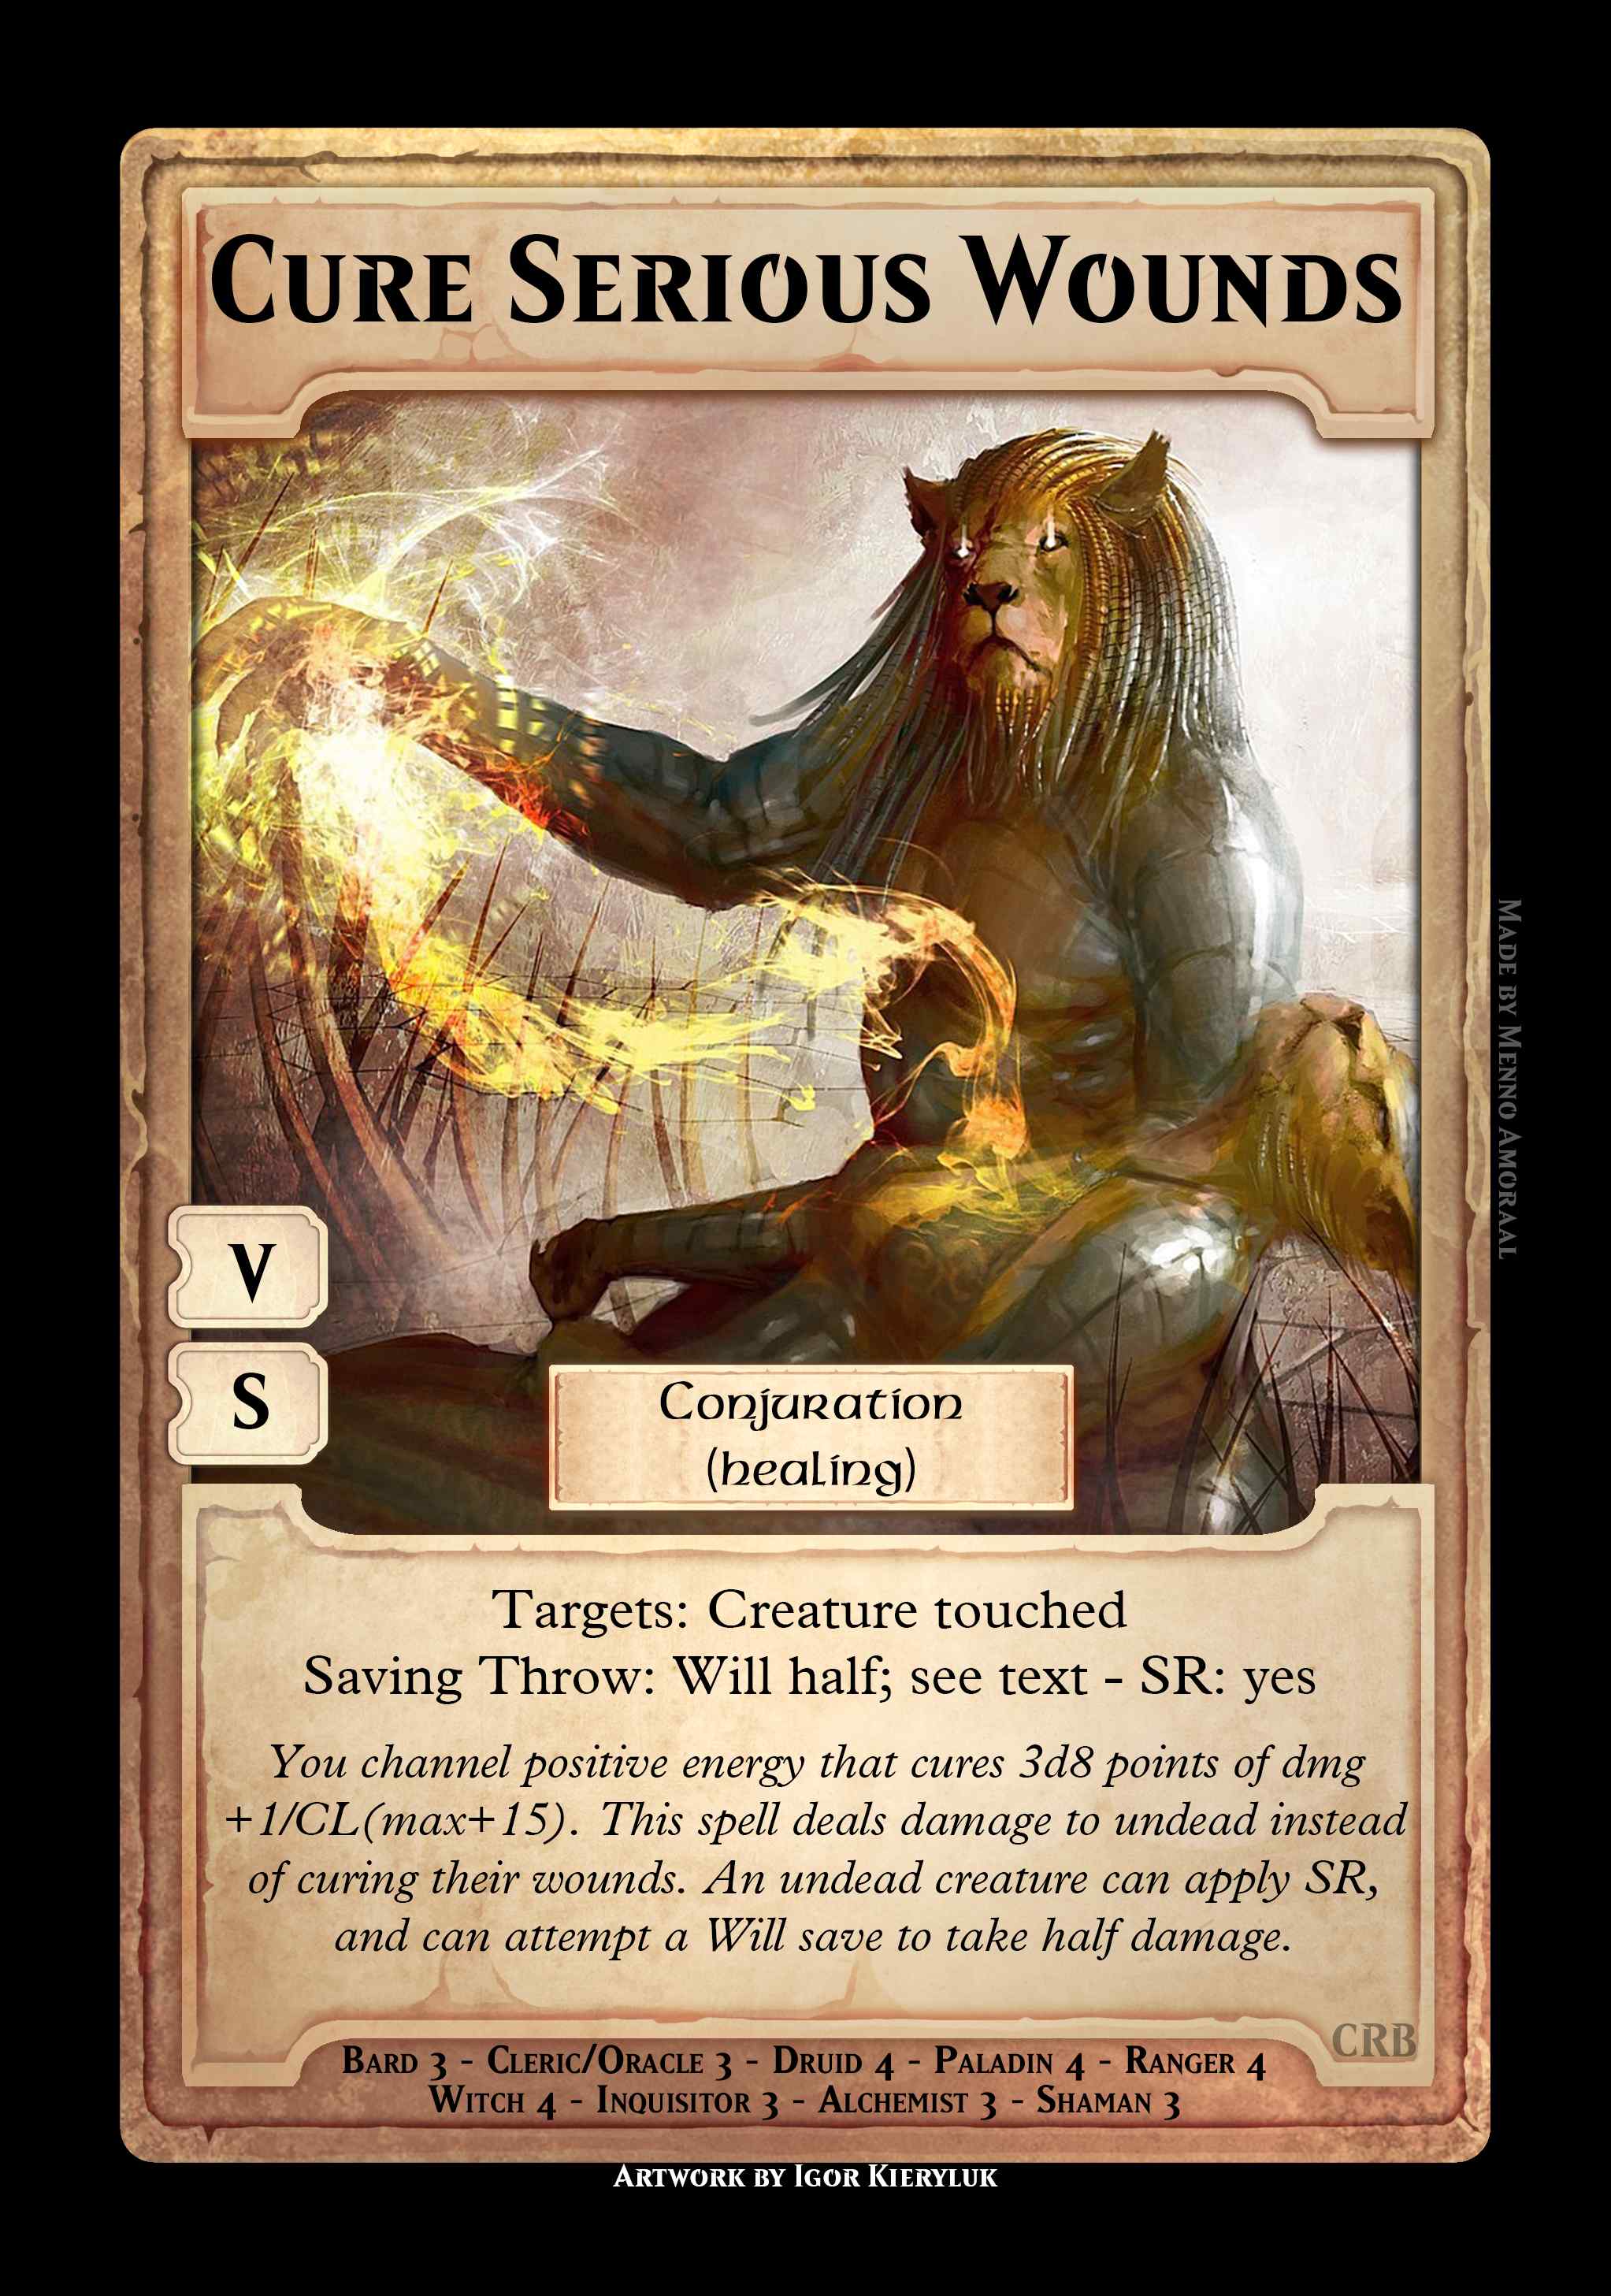 Cure Serious Wounds
Made by Menno Amoraal
V
S
Conjuration
(healing)
Targets: Creature touched
Saving Throw: Will half; see text - SR: yes
You channel positive energy that cures 3d8 points of dmg
+1/CL(max+15). This spell deals damage to undead instead
of curing their wounds. An undead creature can apply SR,
and can attempt a Will save to take half damage.
CRB
Bard 3 - Cleric/Oracle 3 - Druid 4 - Paladin 4 - Ranger 4
Witch 4 - Inquisitor 3 - Alchemist 3 - Shaman 3
Artwork by Igor Kieryluk